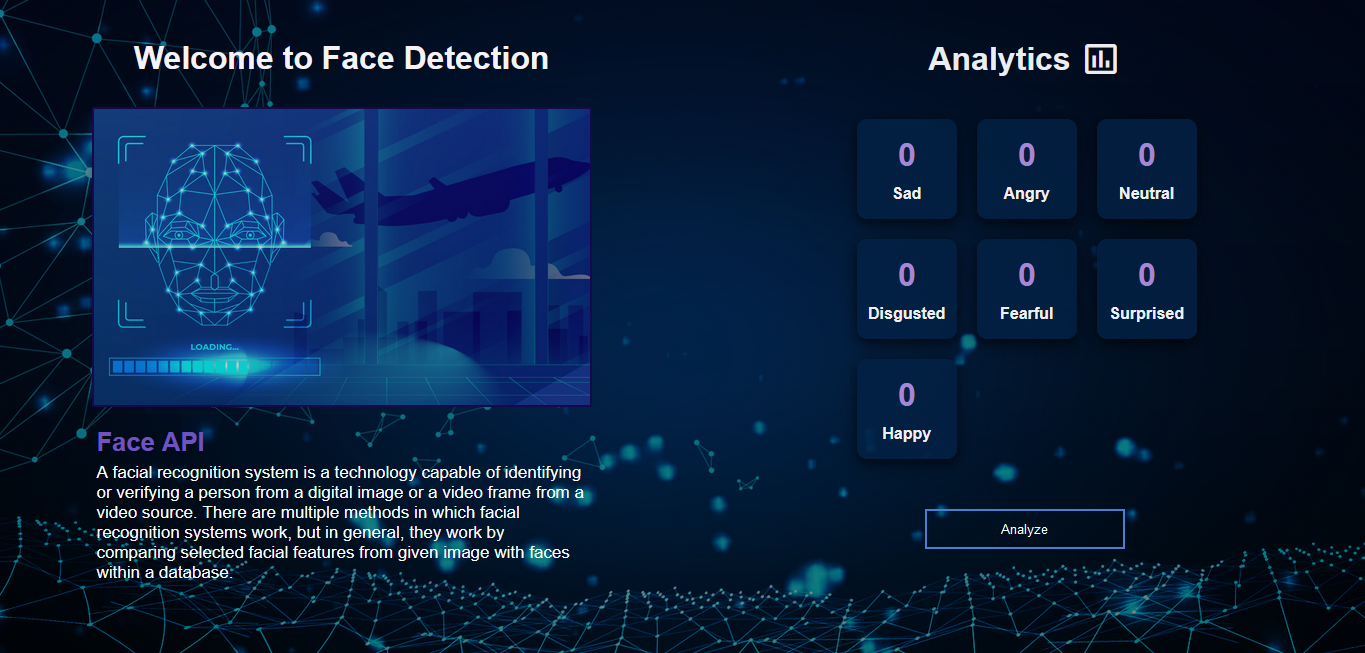 Welcome to Face Detection
LOADING...
Face API
A facial recognition system is a technology capable of identifying
or verifying a person from a digital image or a video frame from a
video source. There are multiple methods in which facial
recognition systems work, but in general, they work by
comparing selected facial features from given image with faces
within a database.
Analytics
0
Sad
0
Angry
0
Neutral
0
Disgusted
0
Fearful
0
Surprised
0
Happy
Analyze